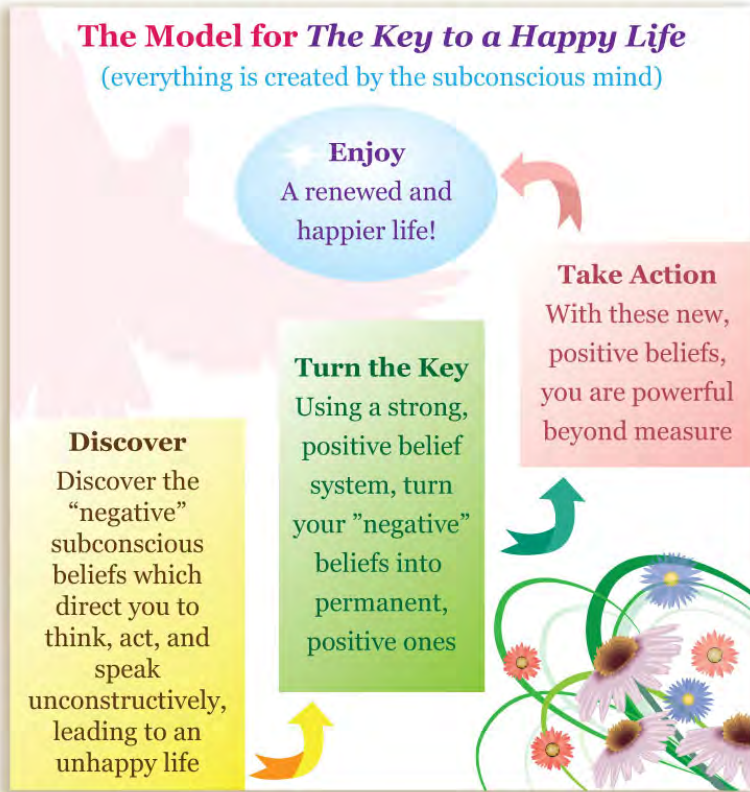 The Model for The Key to a Happy Life
(everything is created by the subconscious mind)
Enjoy
A renewed and
happier life!
Take Action
With these new,
positive beliefs,
you are powerful
beyond measure
Turn the Key
Using a strong,
positive belief
system, turn
your ”negative”
beliefs into
permanent,
positive ones
Discover
Discover the
“negative”
subconscious
beliefs which
direct you to
think, act, and
speak
unconstructively,
leading to an
unhappy life